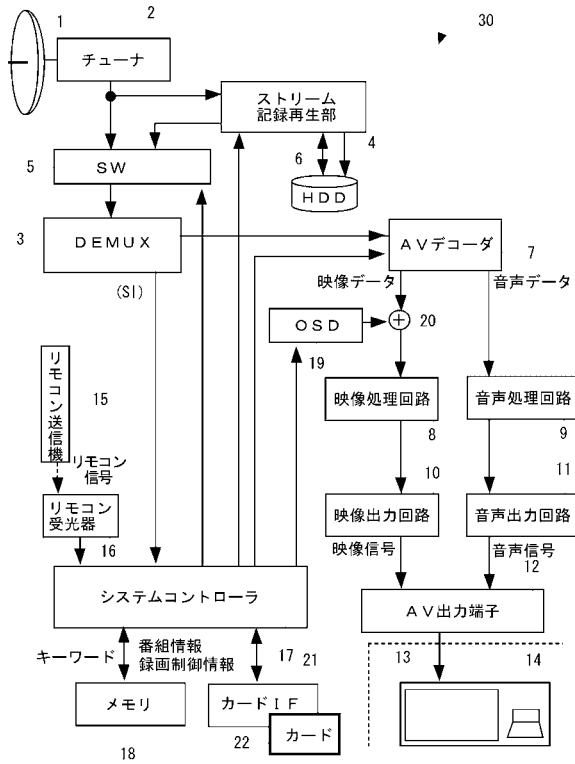 1
2
30
チューナ
ストリーム
記録再生部
4
5
SW
6
HDD
3
DEMUX
AVデコーダ
7
(SI)
映像データ
音声データ
OSD
20
19
リモコン送信機
15
映像処理回路
音声処理回路
8
9
リモコン
信号
10
11
リモコン
受光器
映像出力回路
音声出力回路
16
映像信号
音声信号
12
システムコントローラ
AV出力端子
キーワード
番組情報
録画制御情報
17
21
13
14
メモリ
カードIF
18
22
カード